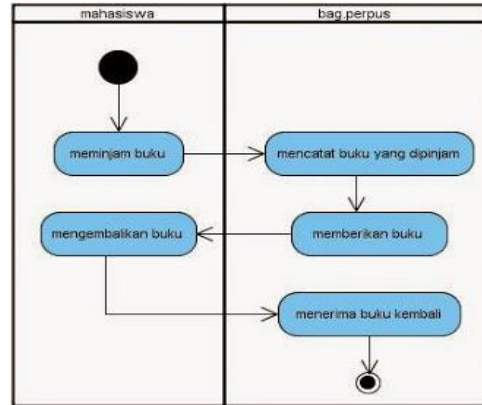 mahasiswa
bag.perpus
meminjam buku
mencatat buku yang dipinjam
mengembalikan buku
memberikan buku
menerima buku kembali